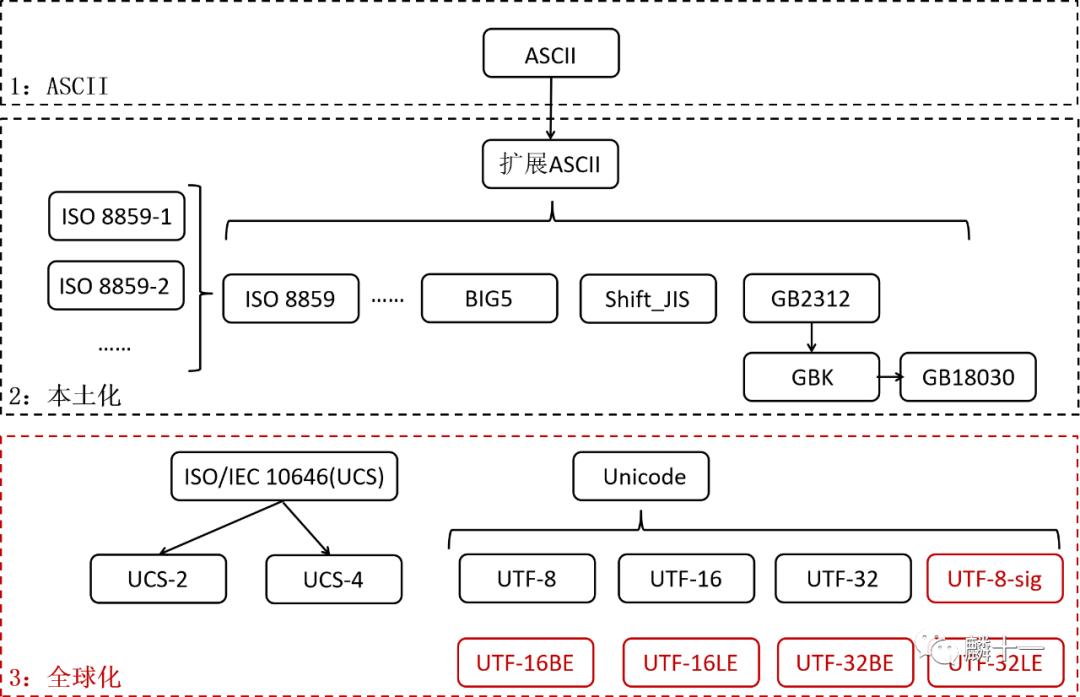 ASCII
1: ASCII
扩展ASCII
ISO 8859-1
ISO 8859-2
……
ISO 8859
……
BIG5
Shift_JIS
GB2312
GBK
GB18030
2: 本土化
ISO/IEC 10646(UCS)
Unicode
UCS-2
UCS-4
UTF-8
UTF-16
UTF-32
UTF-8-sig
UTF-16BE
UTF-16LE
UTF-32BE
UTF-32LE
麟十一
3: 全球化